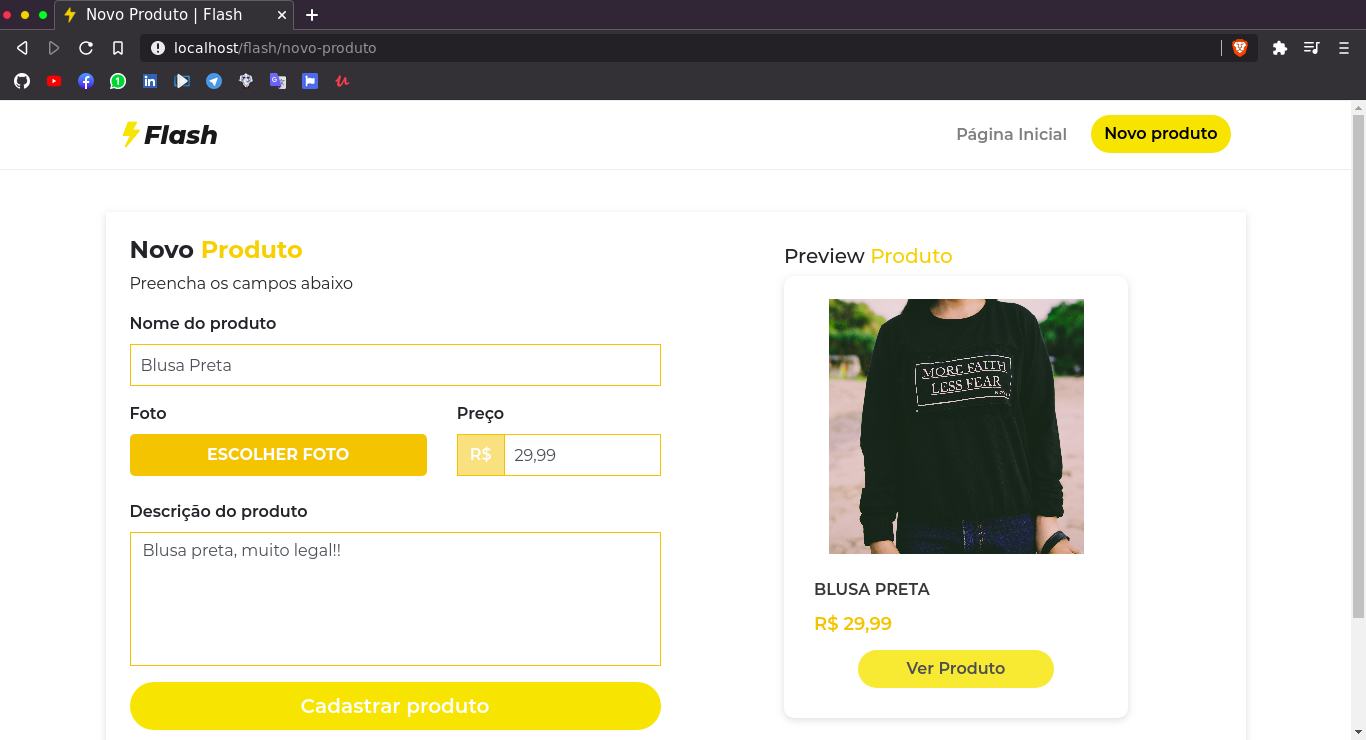 Novo Produto | Flash
localhost/flash/novo-produto
Flash
Página Inicial
Novo produto
Novo Produto
Preencha os campos abaixo
Nome do produto
Blusa Preta
Foto
Preço
ESCOLHER FOTO
R$
29,99
Descrição do produto
Blusa preta, muito legal!!
Cadastrar produto
Preview Produto
MORE FAITH
LESS FEAR
BLUSA PRETA
R$ 29,99
Ver Produto